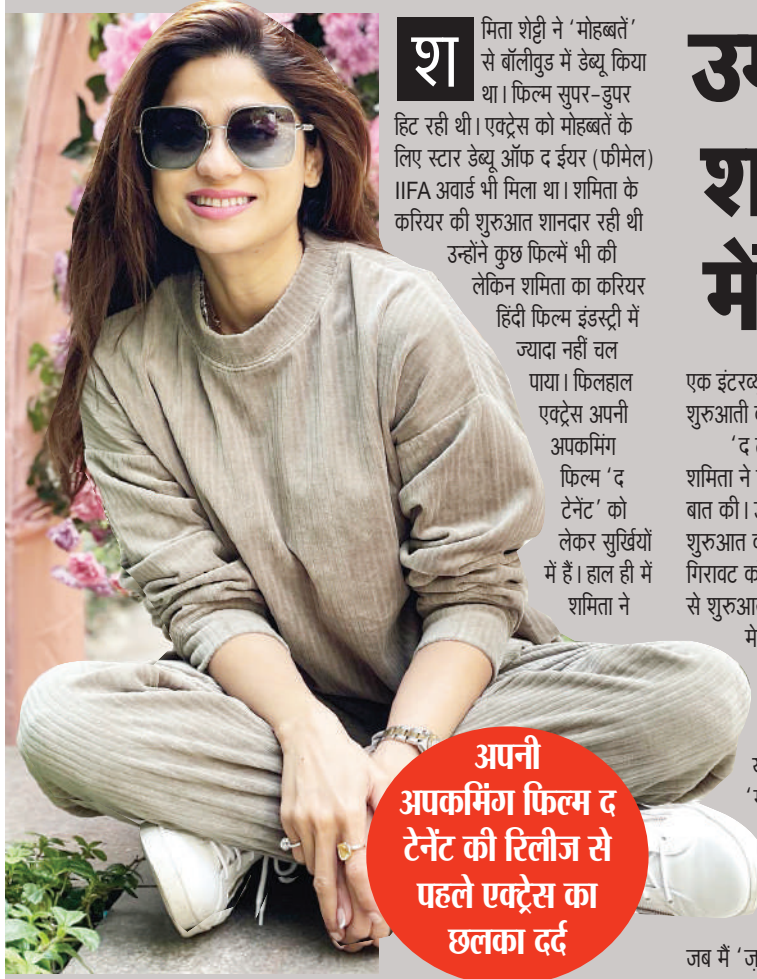 श
मिता शेट्टी ने ‘मोहब्बतें’
से बॉलीवुड में डेब्यू किया
था। फिल्म सुपर-डुपर
हिट रही थी। एक्ट्रेस को मोहब्बतें के
लिए स्टार डेब्यू ऑफ द ईयर (फीमेल)
IIFA अवार्ड भी मिला था। शमिता के
करियर की शुरुआत शानदार रही थी
उन्होंने कुछ फिल्में भी की
लेकिन शमिता का करियर
हिंदी फिल्म इंडस्ट्री में
ज्यादा नहीं चल
पाया। फिलहाल
एक्ट्रेस अपनी
अपकमिंग
फिल्म ‘द
टेनेंट’ को
लेकर सुर्खियों
में हैं। हाल ही में
शमिता ने
अपनी
अपकमिंग फिल्म द
टेनेंट की रिलीज से
पहले एक्ट्रेस का
छलका दर्द
में
एक
शुरुआती
‘द
शमिता ने
बात की।
शुरुआत
गिरावट
से
जब मैं